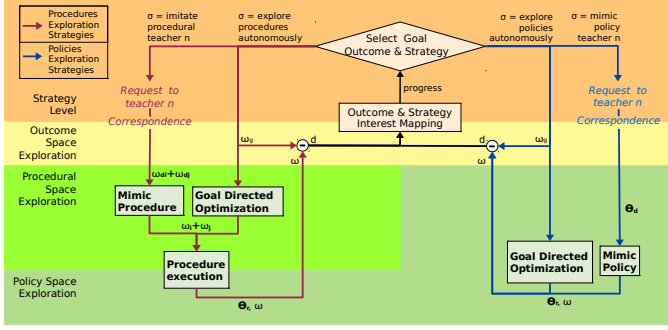 Procedures
Exploration
Strategies
Policies
Exploration
Strategies
σ = imitate
procedural
teacher n
σ = explore
procedures
autonomously
Select Goal
Outcome & Strategy
σ = explore
policies
autonomously)
σ = mimic
policy
teacher n
Request to
teacher n
Correspondence
progress
Request to
teacher n
Correspondence
Strategy
Level
Outcome & Strategy
Interest Mapping
Outcome
Space
Exploration
ωg
d
ω
d
ω
ωg
Procedural
Space
Exploration
ωdi+ωdj
Mimic
Procedure
Goal Directed
Optimization
θd
ωi+ωj
Procedure
execution
Goal Directed
Optimization
Mimic
Policy
Policy Space
Exploration
θr, ω
θr, ω